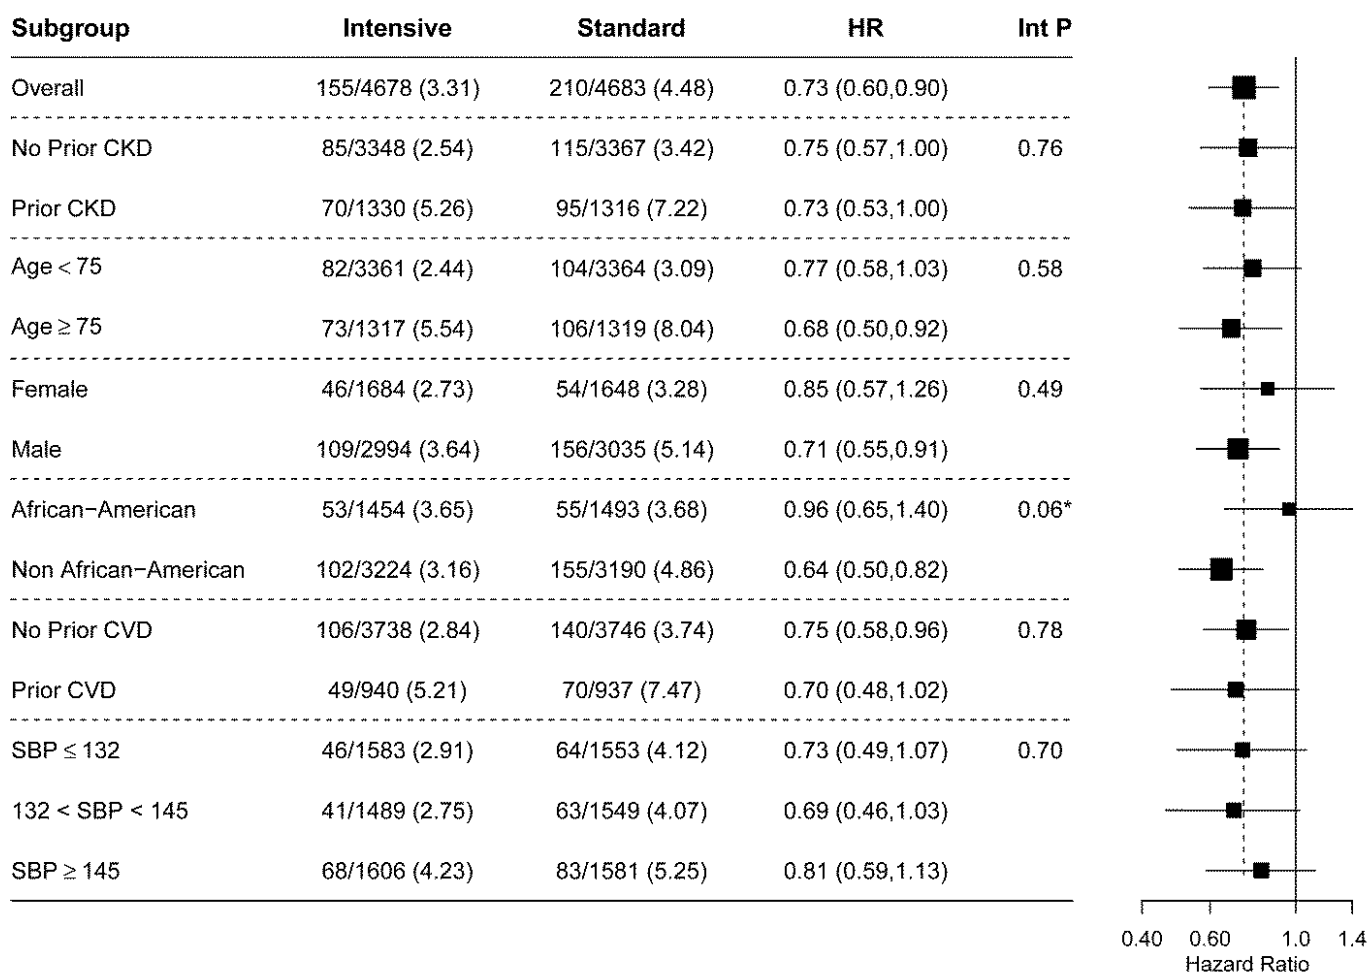 Subgroup Intensive Standard HR Int P
Overall 155/4678 (3.31) 210/4683 (4.48) 0.73 (0.60,0.90)
No Prior CKD 85/3348 (2.54) 115/3367 (3.42) 0.75 (0.57,1.00) 0.76
Prior CKD 70/1330 (5.26) 95/1316 (7.22) 0.73 (0.53,1.00)
Age < 75 82/3361 (2.44) 104/3364 (3.09) 0.77 (0.58,1.03) 0.58
Age ≥ 75 73/1317 (5.54) 106/1319 (8.04) 0.68 (0.50,0.92)
Female 46/1684 (2.73) 54/1648 (3.28) 0.85 (0.57,1.26) 0.49
Male 109/2994 (3.64) 156/3035 (5.14) 0.71 (0.55,0.91)
African−American 53/1454 (3.65) 55/1493 (3.68) 0.96 (0.65,1.40) 0.06*
Non African−American 102/3224 (3.16) 155/3190 (4.86) 0.64 (0.50,0.82)
No Prior CVD 106/3738 (2.84) 140/3746 (3.74) 0.75 (0.58,0.96) 0.78
Prior CVD 49/940 (5.21) 70/937 (7.47) 0.70 (0.48,1.02)
SBP ≤ 132 46/1583 (2.91) 64/1553 (4.12) 0.73 (0.49,1.07) 0.70
132 < SBP < 145 41/1489 (2.75) 63/1549 (4.07) 0.69 (0.46,1.03)
SBP ≥ 145 68/1606 (4.23) 83/1581 (5.25) 0.81 (0.59,1.13)
0.40 0.60 1.0 1.4
Hazard Ratio